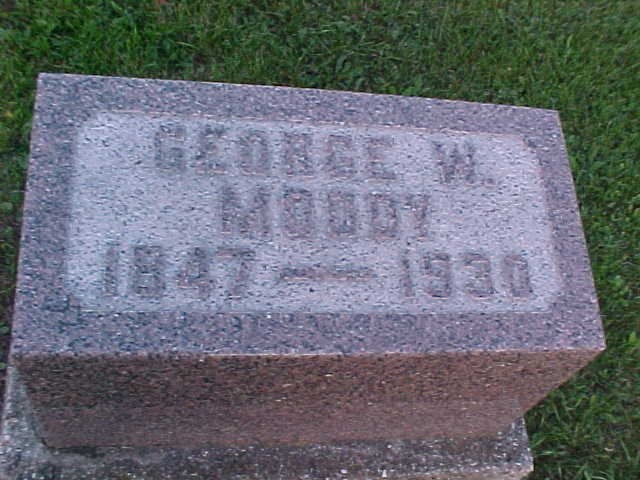 GEORGE W.
MOODY
1847 — 1930